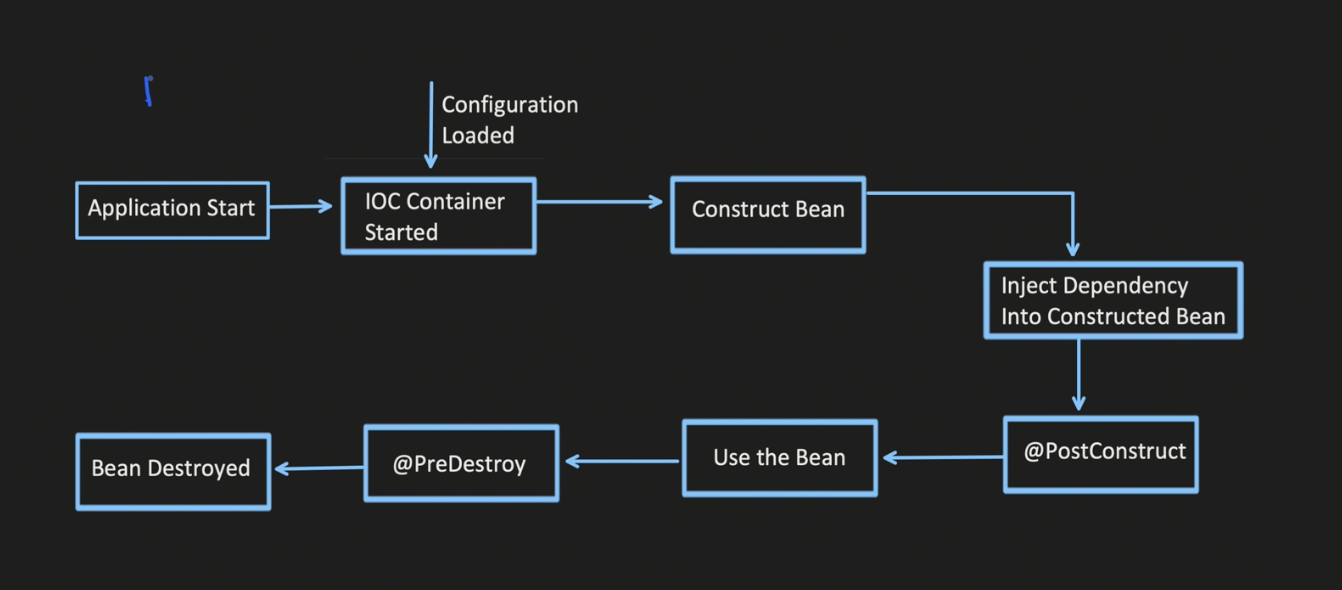 Configuration
Loaded
Application Start
IOC Container
Started
Construct Bean
Inject Dependency
Into Constructed Bean
@PostConstruct
Use the Bean
@PreDestroy
Bean Destroyed